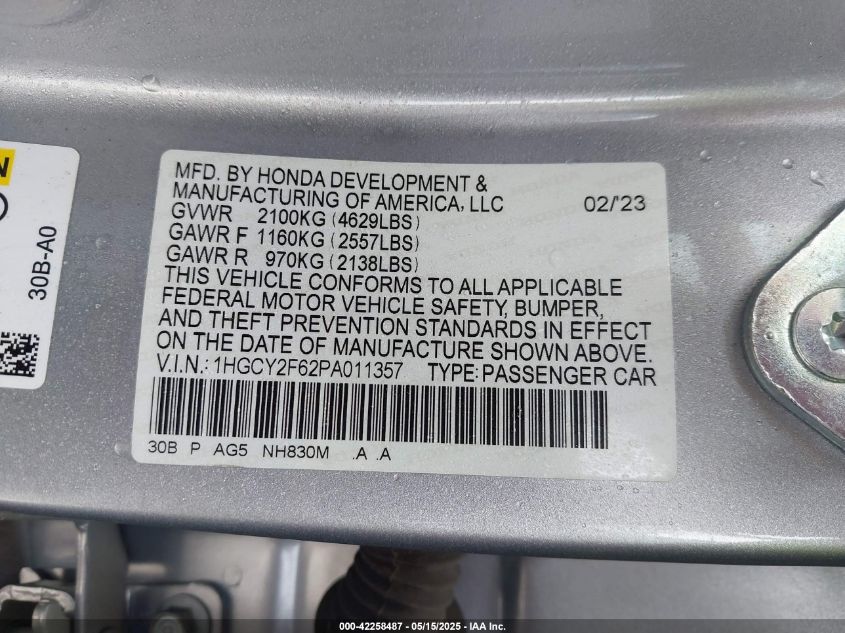 N
30B-A0
MFD. BY HONDA DEVELOPMENT &
MANUFACTURING OF AMERICA, LLC 02/'23
GVWR 2100KG (4629LBS)
GAWR F 1160KG (2557LBS)
GAWR R 970KG (2138LBS)
THIS VEHICLE CONFORMS TO ALL APPLICABLE
FEDERAL MOTOR VEHICLE SAFETY, BUMPER,
AND THEFT PREVENTION STANDARDS IN EFFECT
ON THE DATE OF MANUFACTURE SHOWN ABOVE.
V.I.N.: 1HGCY2F62PA011357 TYPE: PASSENGER CAR
30B P AG5 NH830M .A .A
000-42258487 - 05/15/2025 - IAA Inc.